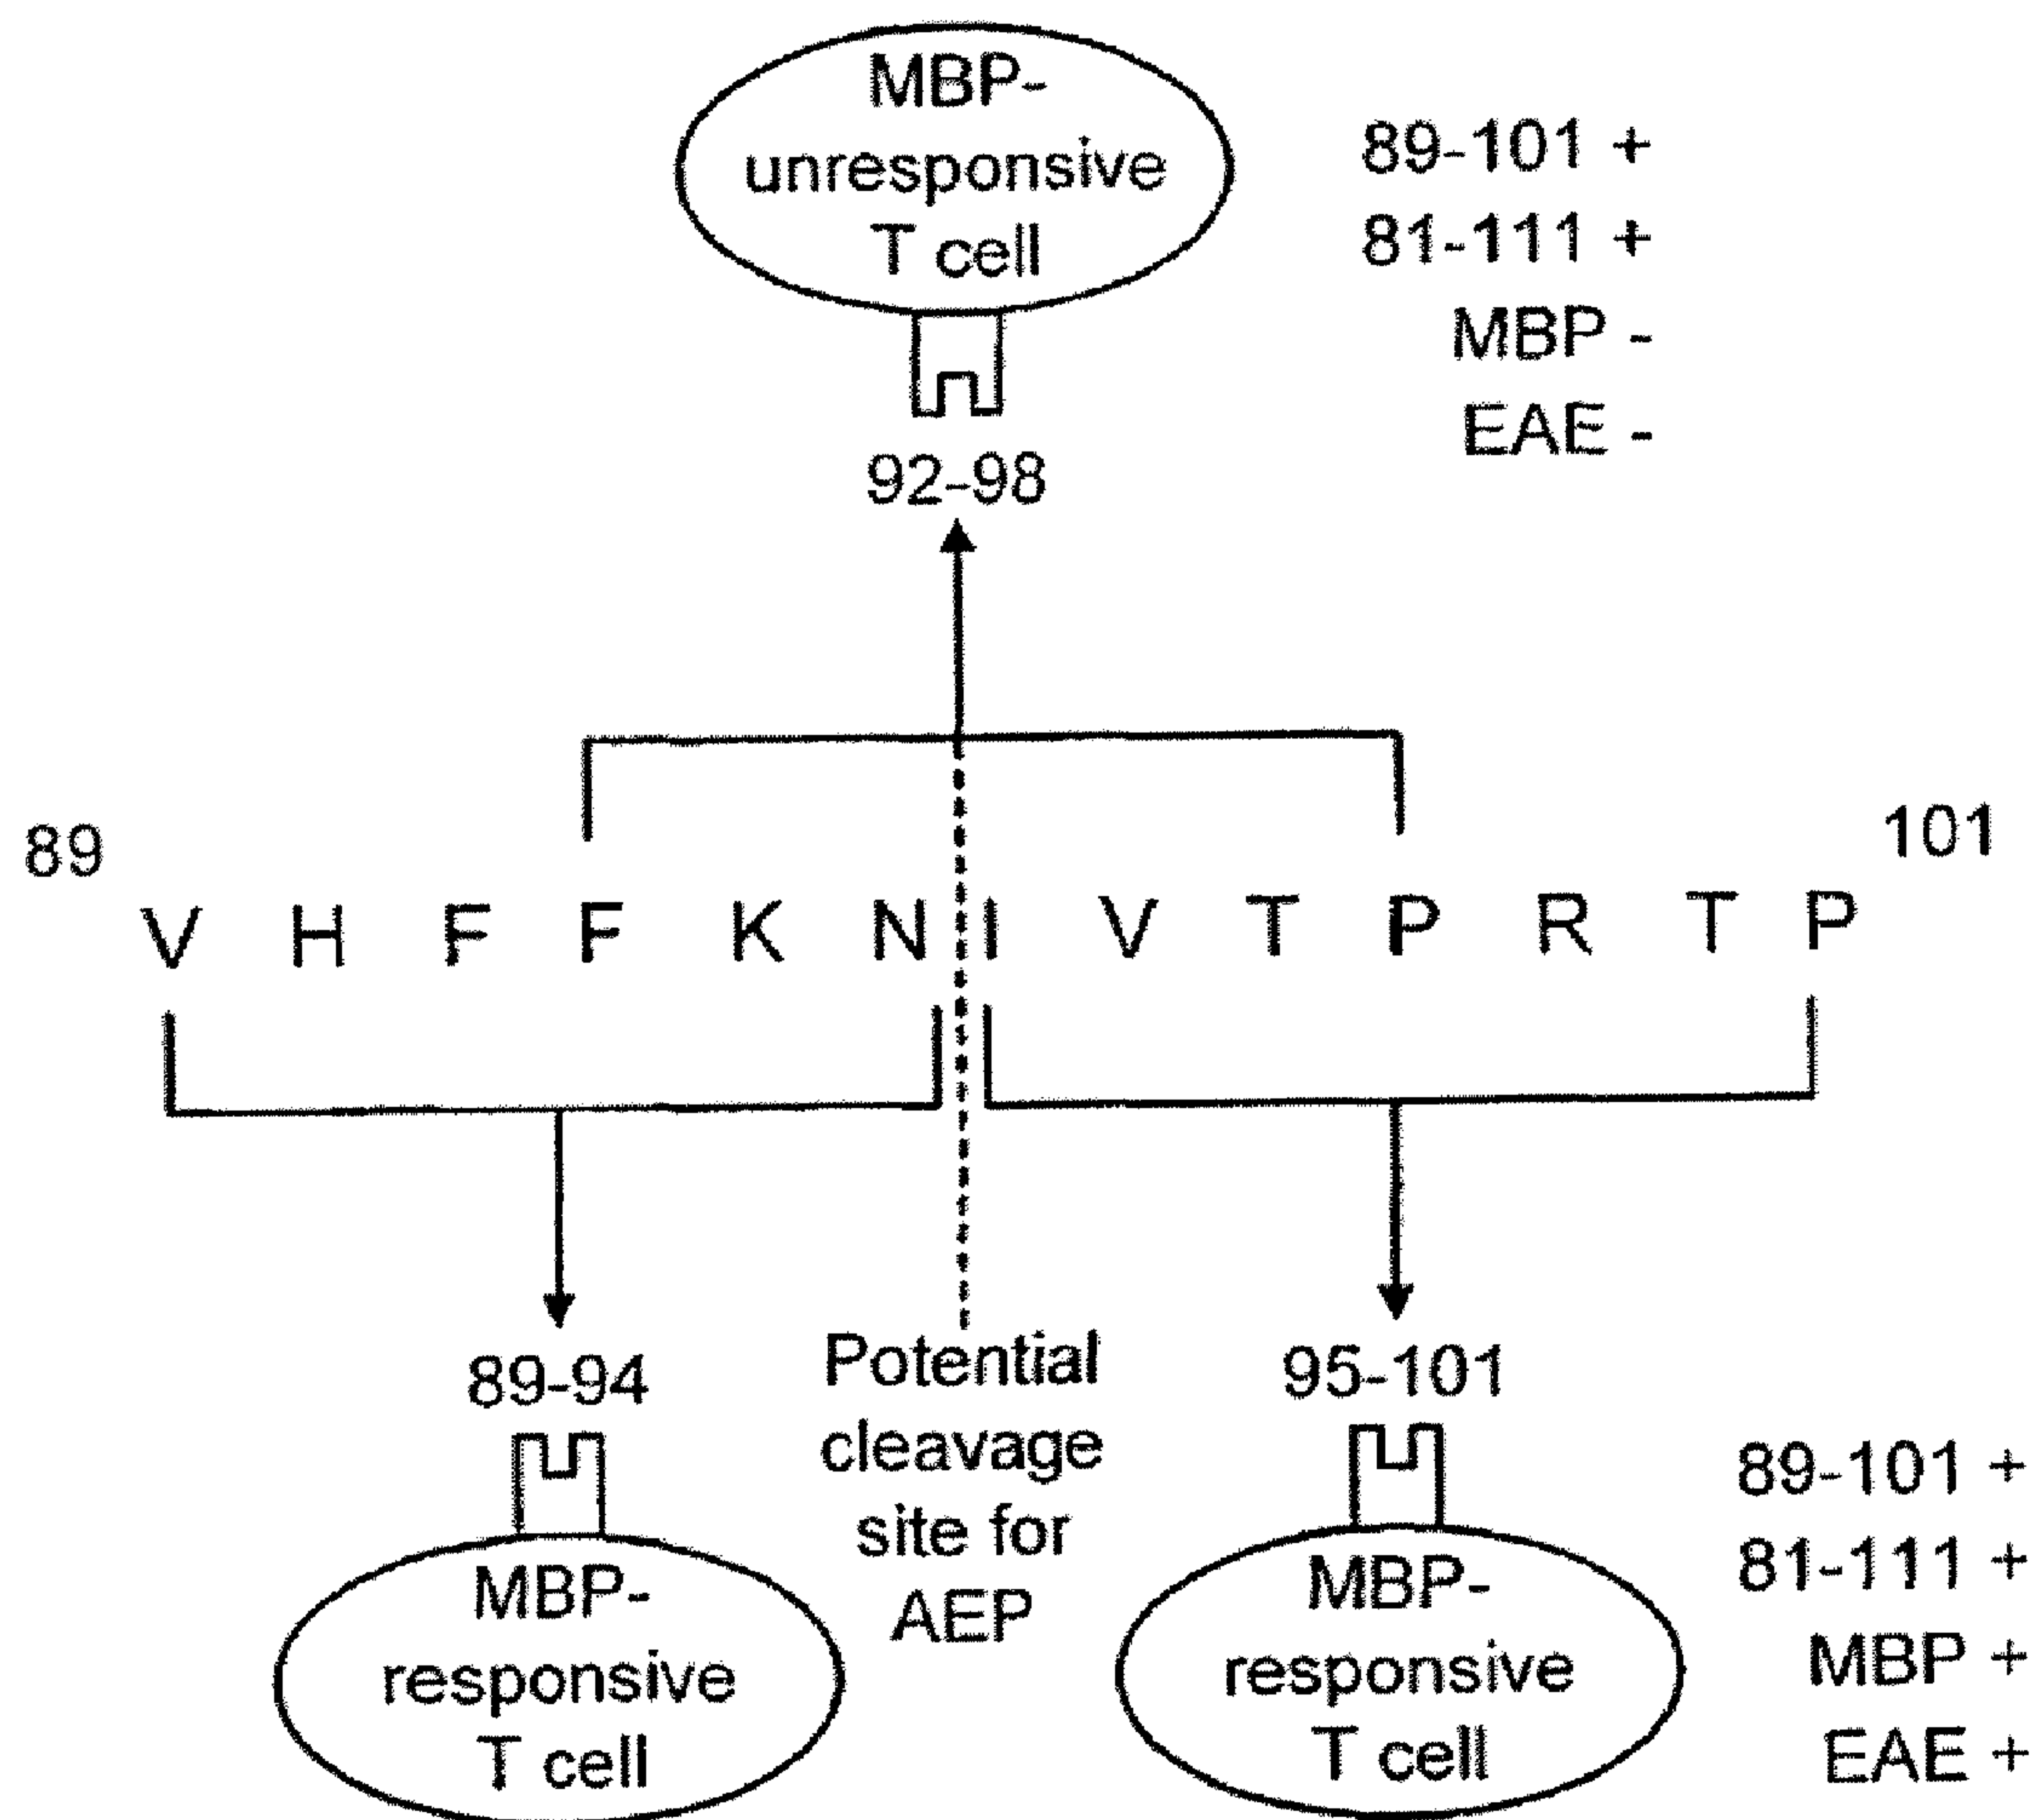 MBP-
unresponsive
T cell
89-101 +
81-111 +
MBP -
EAE -
92-98
89
101
V H F F K N I V T P R T P
89-94
Potential
cleavage
site for
AEP
95-101
MBP-
responsive
T cell
MBP-
responsive
T cell
89-101 +
81-111 +
MBP +
EAE +